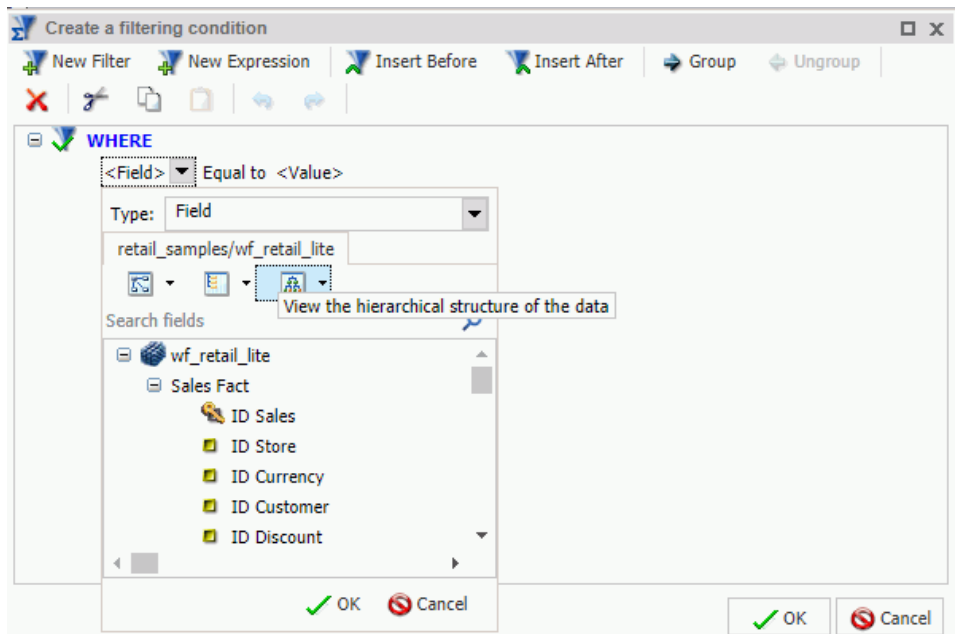 Create a filtering condition
New Filter New Expression Insert Before Insert After Group Ungroup
WHERE
<Field> Equal to <Value>
Type: Field
retail_samples/wf_retail_lite
View the hierarchical structure of the data
Search fields
wf_retail_lite
Sales Fact
ID Sales
ID Store
ID Currency
ID Customer
ID Discount
OK Cancel
OK Cancel